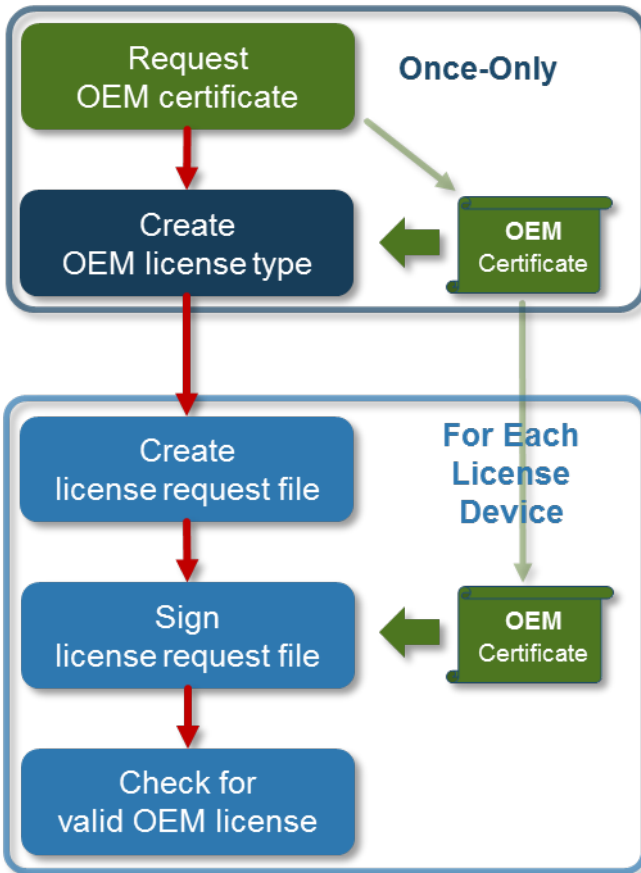 Request
OEM certificate
Once-Only
Create
OEM license type
OEM
Certificate
For Each
License
Device
Create
license request file
Sign
license request file
OEM
Certificate
Check for
valid OEM license